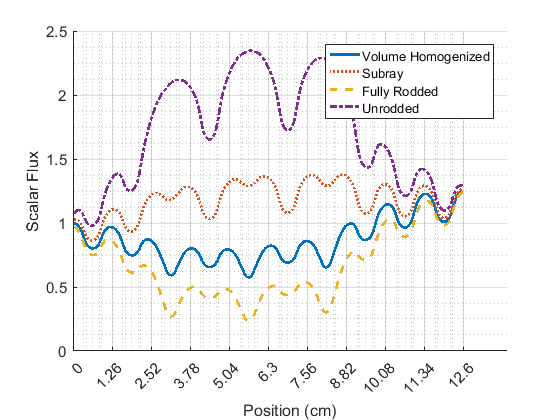 2.5
2
1.5
1
0.5
0
Scalar Flux
Volume Homogenized
Subray
Fully Rodded
Unrodded
0 1.26 2.52 3.78 5.04 6.3 7.56 8.82 10.08 11.34 12.6
Position (cm)